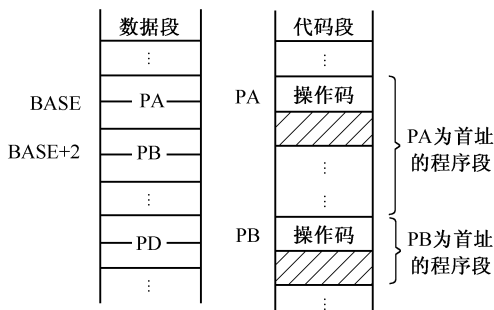 数据段
代码段
⋮
⋮
BASE
PA
PA
操作码
BASE+2
PB
PA为首址
的程序段
⋮
⋮
⋮
PD
PB
操作码
PB为首址
的程序段
⋮
⋮